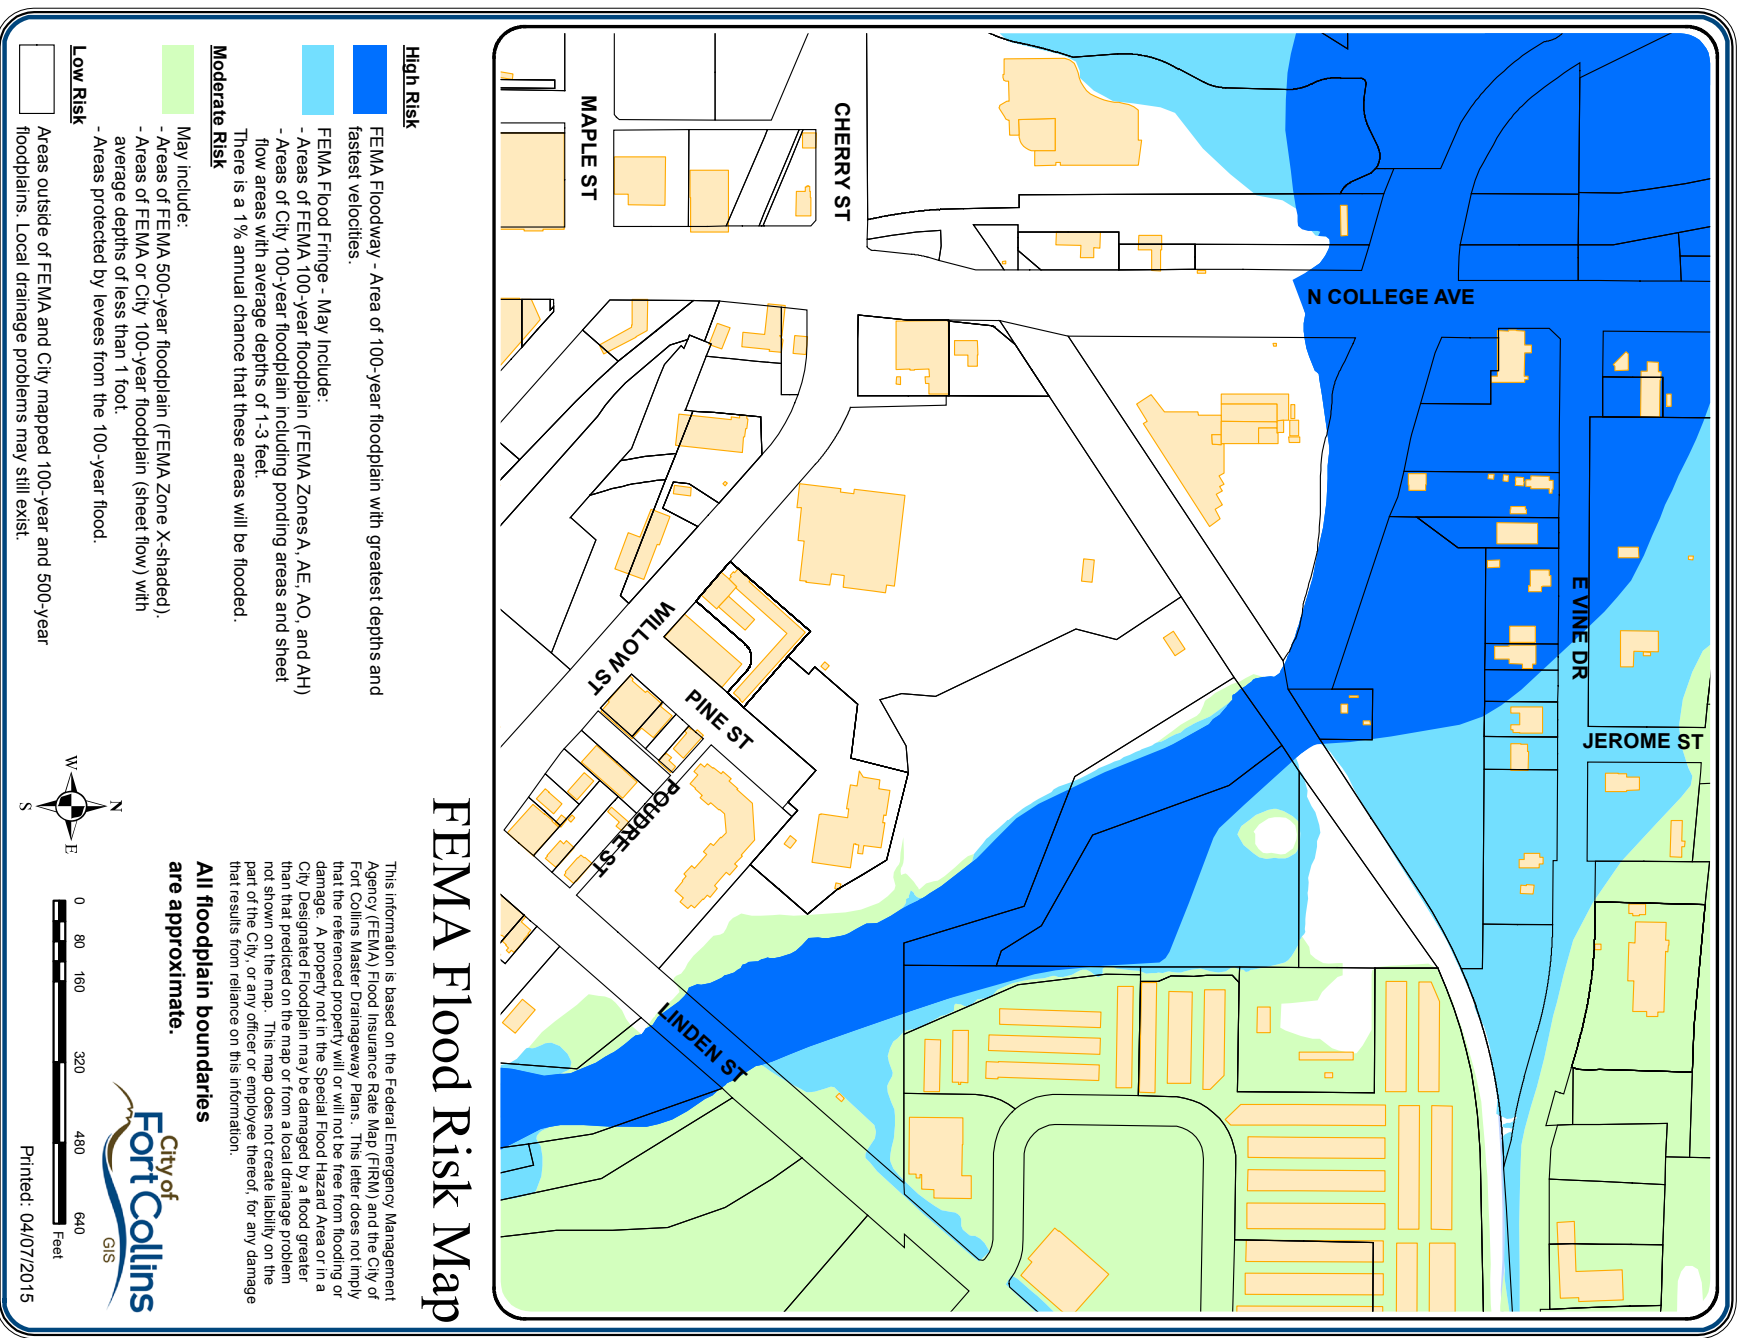 CHERRY ST
MAPLE ST
N COLLEGE AVE
E VINE DR
JEROME ST
WILLOW ST
PINE ST
POUDRE ST
LINDEN ST
FEMA Flood Risk Map
High Risk
FEMA Floodway - Area of 100-year floodplain with greatest depths and
fastest velocities.
FEMA Flood Fringe - May Include:
- Areas of FEMA 100-year floodplain (FEMA Zones A, AE, AO, and AH)
- Areas of City 100-year floodplain including ponding areas and sheet
flow areas with average depths of 1-3 feet.
There is a 1% annual chance that these areas will be flooded.
Moderate Risk
May include:
- Areas of FEMA 500-year floodplain (FEMA Zone X-shaded).
- Areas of FEMA or City 100-year floodplain (sheet flow) with
average depths of less than 1 foot.
- Areas protected by levees from the 100-year flood.
Low Risk
Areas outside of FEMA and City mapped 100-year and 500-year
floodplains. Local drainage problems may still exist.
This information is based on the Federal Emergency Management
Agency (FEMA) Flood Insurance Rate Map (FIRM) and the City of
Fort Collins Master Drainageway Plans. This letter does not imply
that the referenced property will or will not be free from flooding or
damage. A property not in the Special Flood Hazard Area or in a
City Designated Floodplain may be damaged by a flood greater
than that predicted on the map or from a local drainage problem
not shown on the map. This map does not create liability on the
part of the City, or any officer or employee thereof, for any damage
that results from reliance on this information.
All floodplain boundaries
are approximate.
N
W
E
S
0 80 160 320 480 640
Feet
City of
Fort Collins
GIS
Printed: 04/07/2015